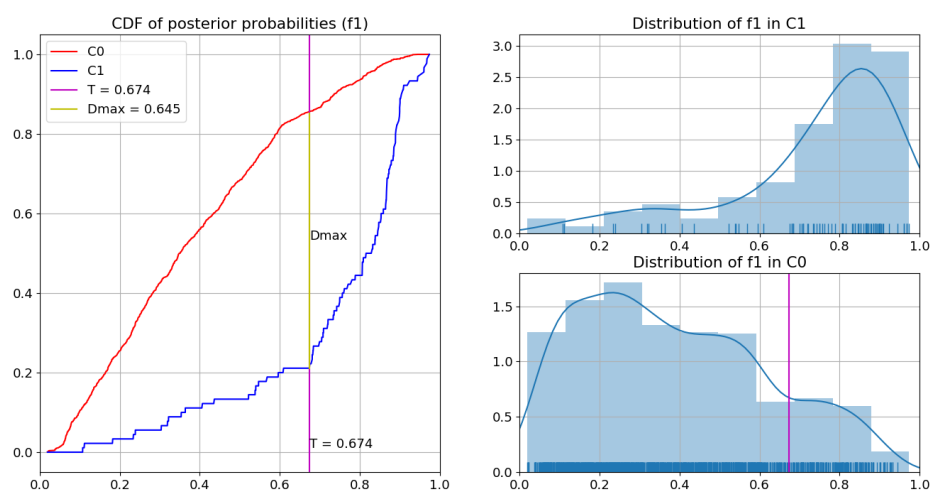 CDF of posterior probabilities (f1)
1.0
0.8
0.6
0.4
0.2
0.0
C0
C1
T = 0.674
Dmax = 0.645
Dmax
T = 0.674
0.0 0.2 0.4 0.6 0.8 1.0
Distribution of f1 in C1
3.0
2.5
2.0
1.5
1.0
0.5
0.0
0.0 0.2 0.4 0.6 0.8 1.0
Distribution of f1 in C0
1.5
1.0
0.5
0.0
0.0 0.2 0.4 0.6 0.8 1.0